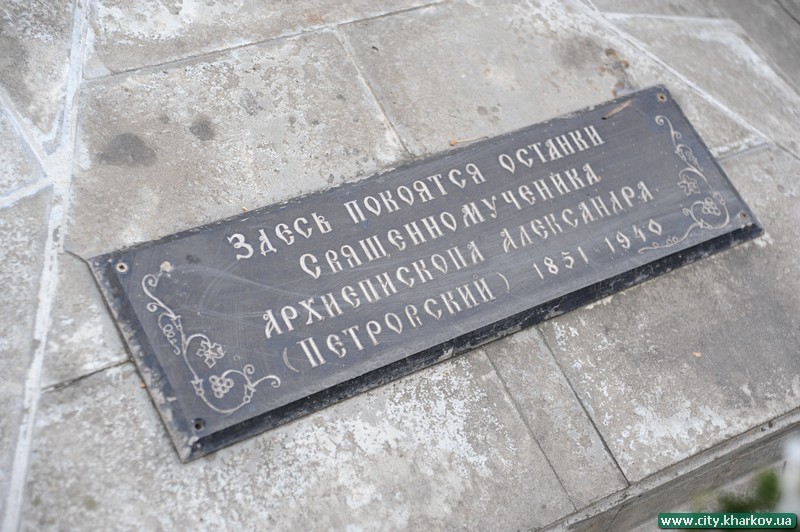 Здесь покоятся останки
священномученика
архиепископа Александра
(Петровский) 1851-1940
www.city.kharkov.ua